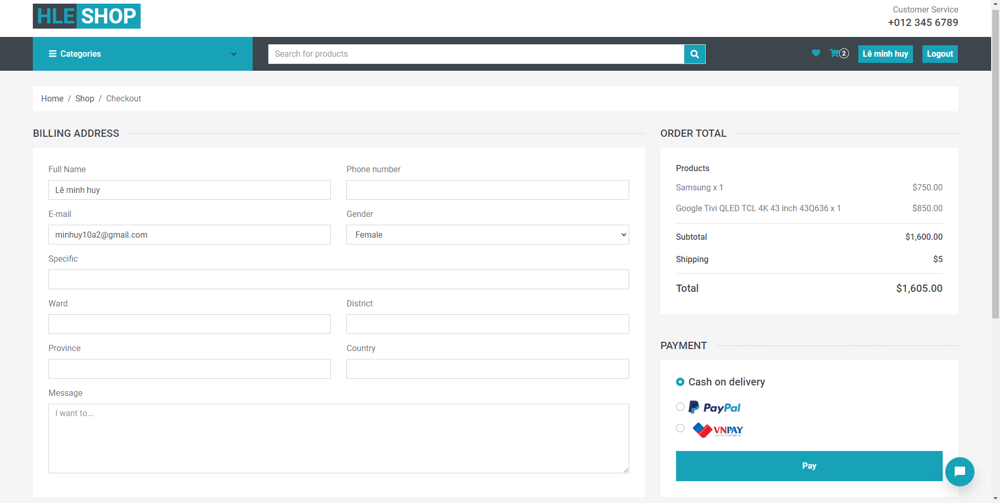 HLE SHOP
Customer Service
+012 345 6789
Categories
Search for products
2
Lê minh huy
Logout
Home / Shop / Checkout
BILLING ADDRESS
Full Name
Phone number
Lê minh huy
E-mail
Gender
minhuy10a2@gmail.com
Female
Specific
Ward
District
Province
Country
Message
I want to...
ORDER TOTAL
Products
Samsung x 1 $750.00
Google Tivi QLED TCL 4K 43 inch 43Q636 x 1 $850.00
Subtotal $1,600.00
Shipping $5
Total $1,605.00
PAYMENT
Cash on delivery
PayPal
VNPAY
Pay